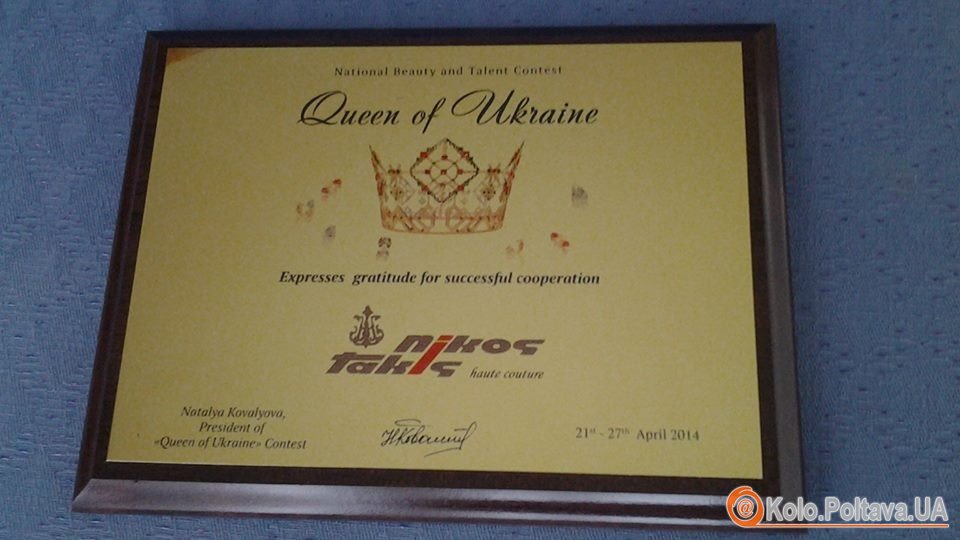 National Beauty and Talent Contest
Queen of Ukraine
Expresses gratitude for successful cooperation
Nikos
Takis
haute couture
Natalya Kovalyova,
President of
«Queen of Ukraine» Contest
21st - 27th April 2014
@Kolo.Poltava.UA